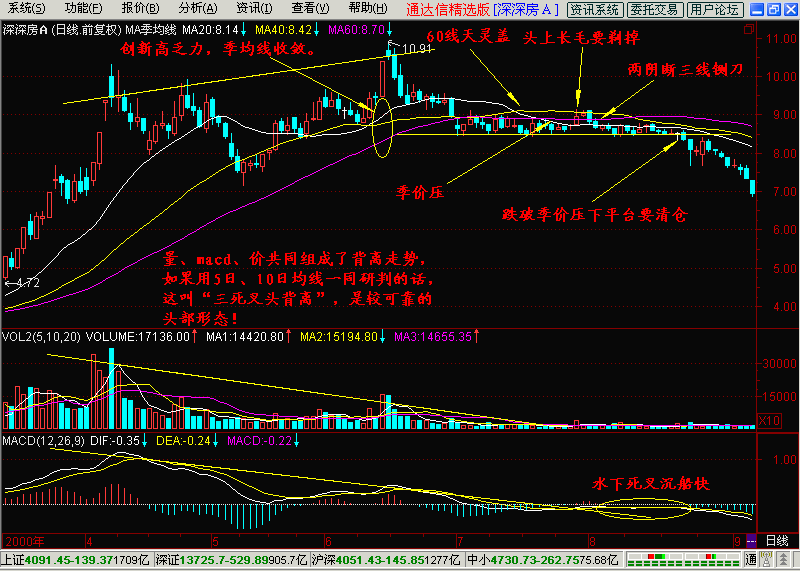 系统(S) 功能(F) 报价(B) 分析(A) 资讯(I) 查看(V) 帮助(H) 通达信精选版 [深深房A] 资讯系统 委托交易 用户论坛
深深房A (日线.前复权) MA季均线 MA20:8.14↓ MA40:8.42↓ MA60:8.70↓
11.00
10.91
创新高乏力，季均线收敛。
60线天灵盖
头上长毛要剃掉
两阴断三线铡刀
10.00
9.00
8.00
季价压
7.00
跌破季价压下平台要清仓
6.00
量、macd、价共同组成了背离走势，
如果用5日、10日均线一同研判的话，
这叫“三死叉头背离”，是较可靠的
头部形态！
5.00
4.72
4.00
VOL2(5,10,20) VOLUME:17136.00↑ MA1:14420.80↑ MA2:15194.80↓ MA3:14655.35↑
30000
15000
X10
MACD(12,26,9) DIF:-0.35↓ DEA:-0.24↓ MACD:-0.22↓
1.00
水下死叉沉船快
2000年 4 5 6 7 8 9 日线
上证4091.45-139.37 1709亿 深证13725.7-529.89 905.7亿 沪深4051.43-145.85 1277亿 中小4730.73-262.75 75.68亿 通